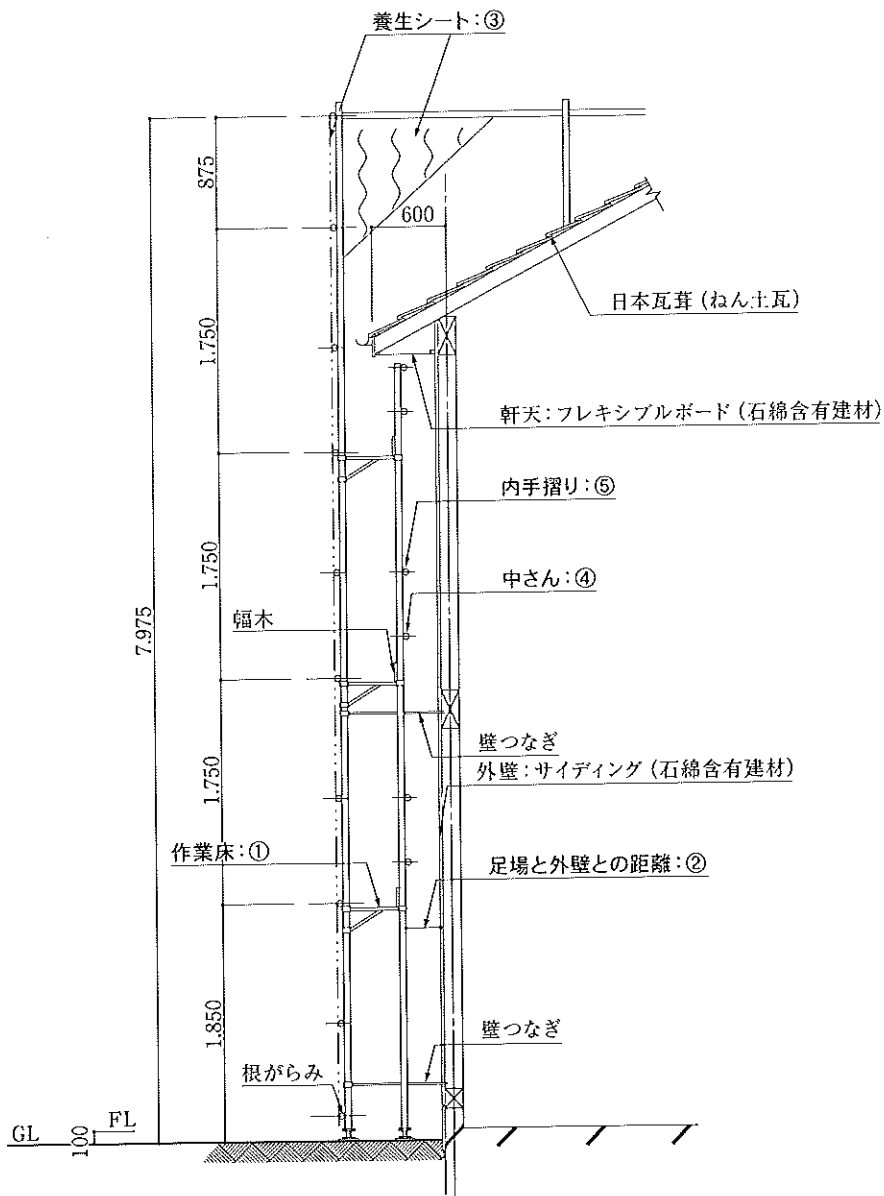 養生シート:③
875
600
日本瓦葺(ねん土瓦)
1.750
軒天:フレキシブルボード(石綿含有建材)
内手摺り:⑤
1.750
中さん:④
7.975
幅木
壁つなぎ
外壁:サイディング(石綿含有建材)
1.750
作業床:①
足場と外壁との距離:②
1.850
壁つなぎ
根がらみ
FL
GL
100